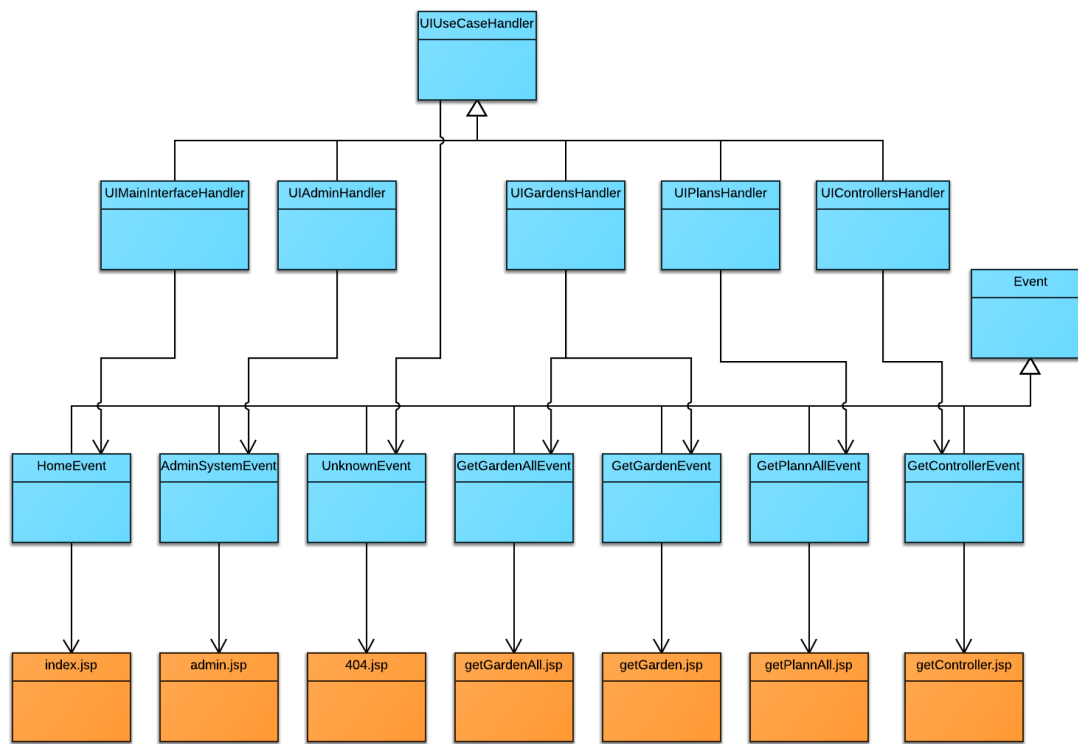 UIUseCaseHandler
UIMainInterfaceHandler
UIAdminHandler
UIGardensHandler
UIPlansHandler
UIControllersHandler
Event
HomeEvent
AdminSystemEvent
UnknownEvent
GetGardenAllEvent
GetGardenEvent
GetPlannAllEvent
GetControllerEvent
index.jsp
admin.jsp
404.jsp
getGardenAll.jsp
getGarden.jsp
getPlannAll.jsp
getController.jsp